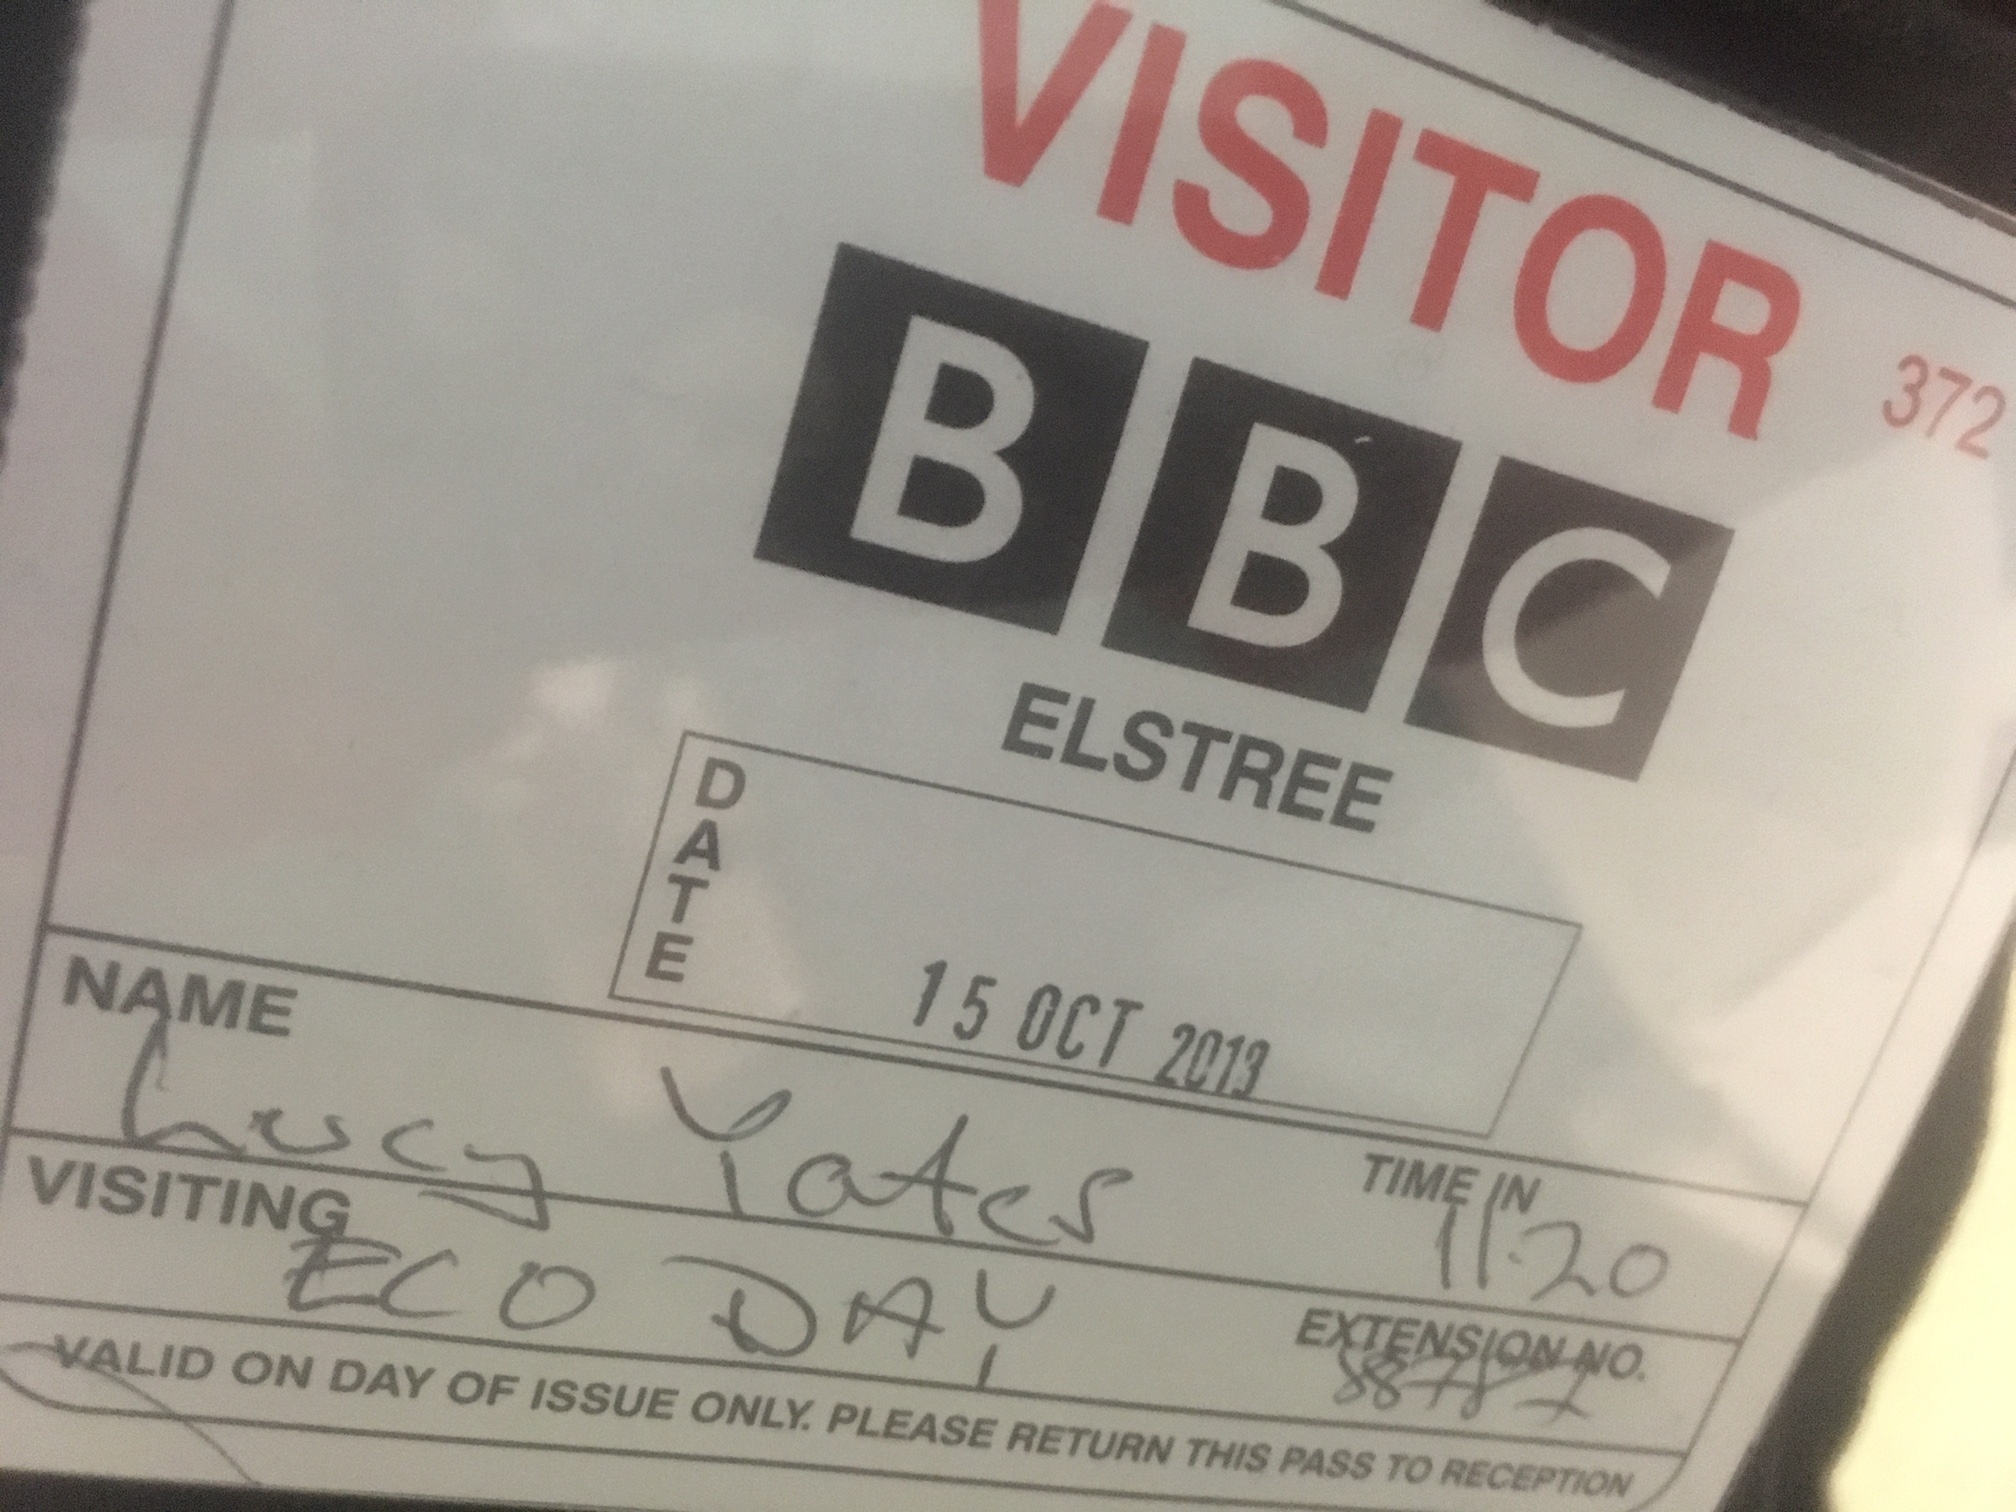 VISITOR
372
BBC
ELSTREE
DATE
15 OCT 2013
NAME
Lucy Yates
TIME IN
11.20
VISITING
ECO DAY
EXTENSION NO.
VALID ON DAY OF ISSUE ONLY. PLEASE RETURN THIS PASS TO RECEPTION